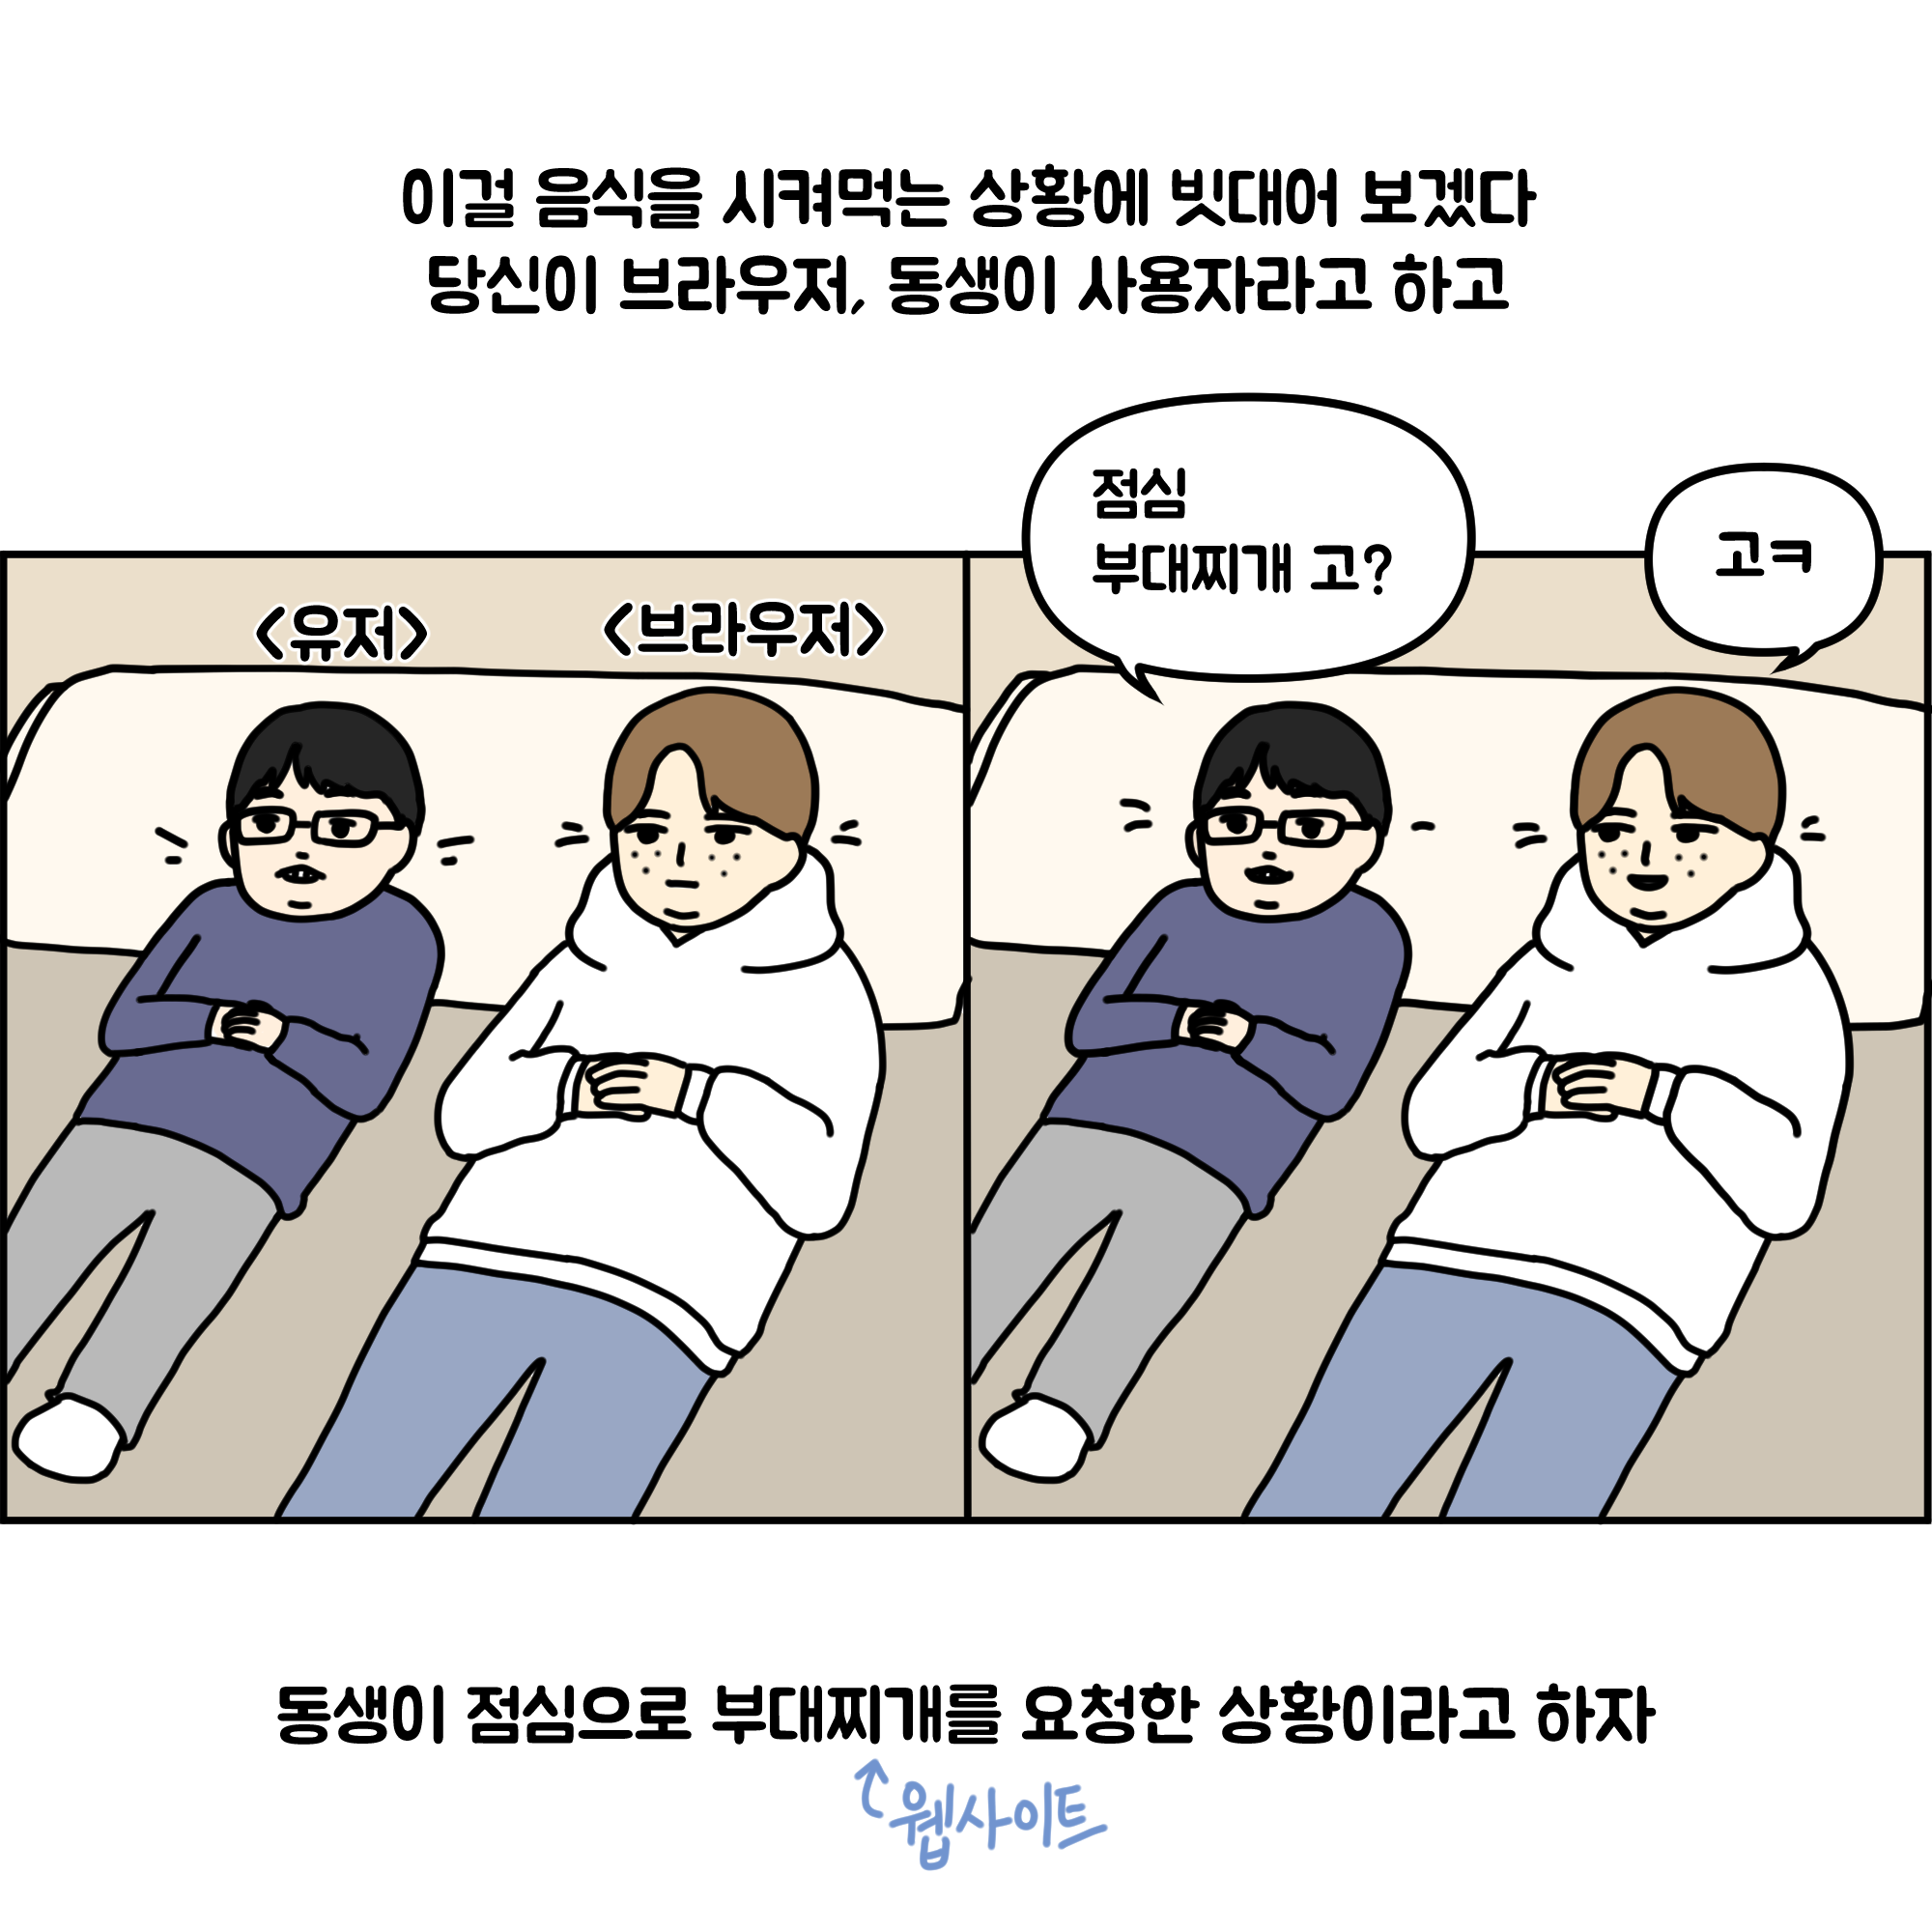 이걸 음식을 시켜먹는 상황에 빗대어 보겠다
당신이 브라우저, 동생이 사용자라고 하고
점심
부대찌개 고?
고크
<유저>
<브라우저>
동생이 점심으로 부대찌개를 요청한 상황이라고 하자
웹사이트